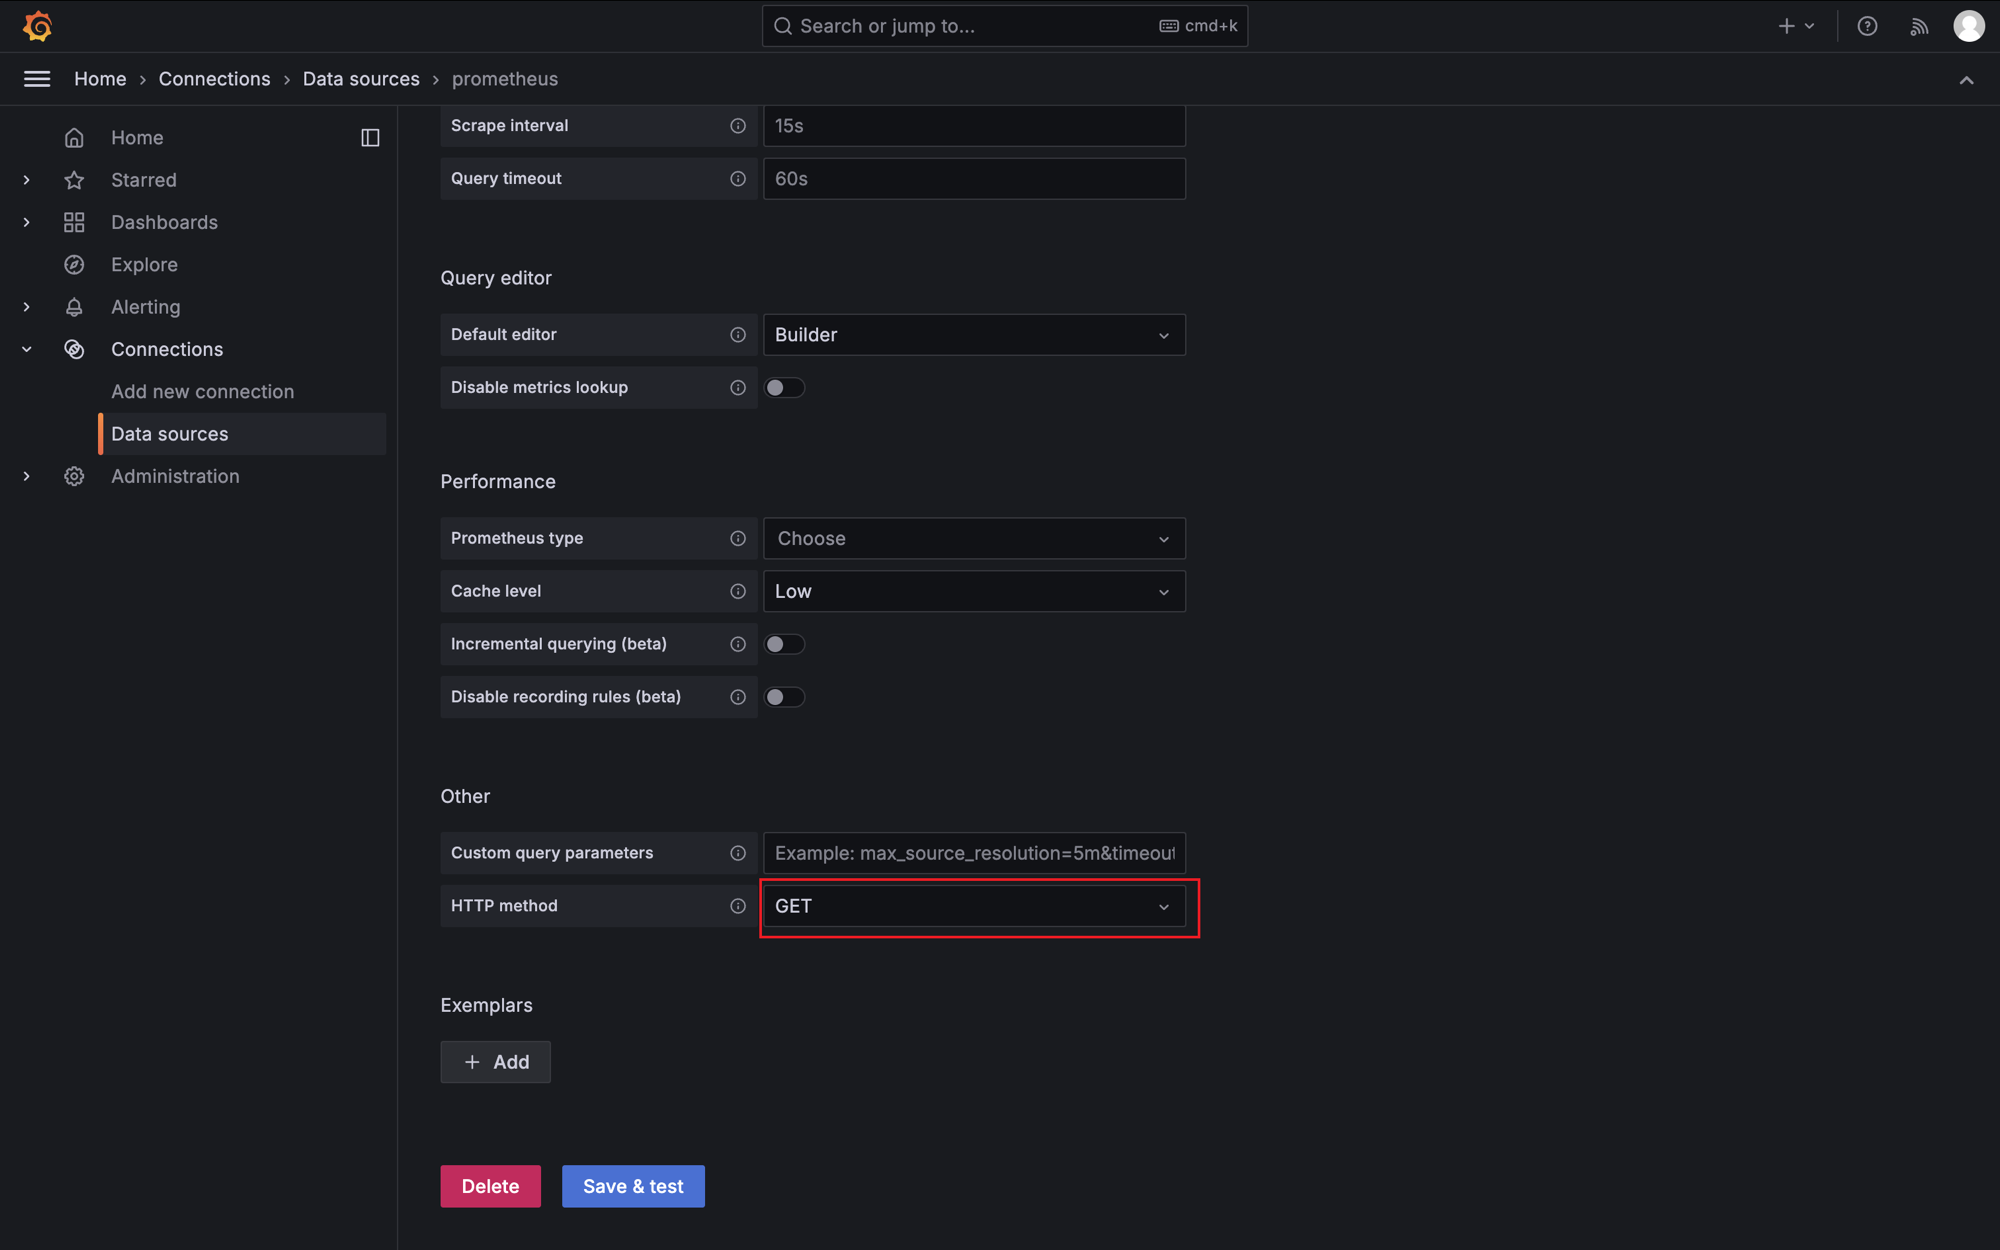 Search or jump to...
cmd+k
Home
Connections
Data sources
prometheus
Home
Starred
Dashboards
Explore
Alerting
Connections
Add new connection
Data sources
Administration
Scrape interval
15s
Query timeout
60s
Query editor
Default editor
Builder
Disable metrics lookup
Performance
Prometheus type
Choose
Cache level
Low
Incremental querying (beta)
Disable recording rules (beta)
Other
Custom query parameters
Example: max_source_resolution=5m&timeout
HTTP method
GET
Exemplars
Add
Delete
Save & test